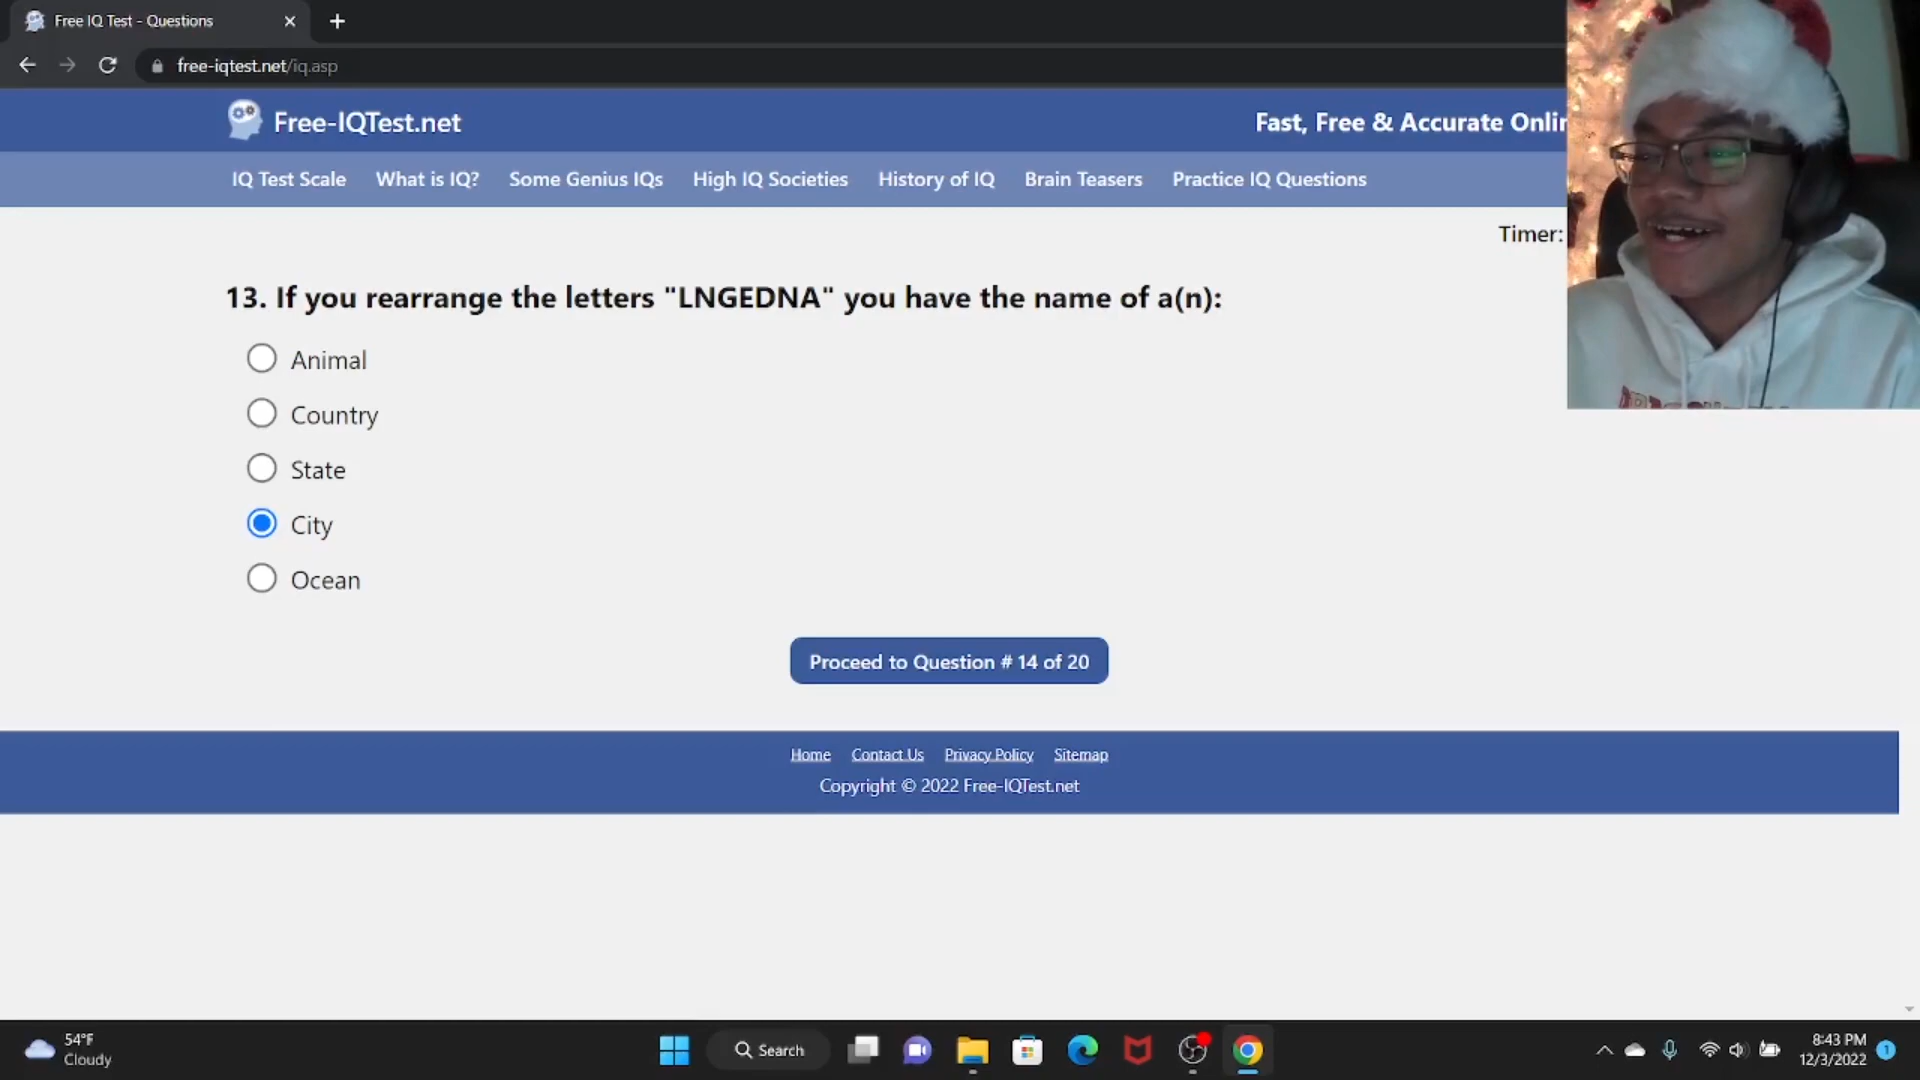 Free IQ Test - Questions
free-iqtest.net/iq.asp
Free-IQTest.net
Fast, Free & Accurate Onlin
IQ Test Scale What is IQ? Some Genius IQs High IQ Societies History of IQ Brain Teasers Practice IQ Questions
Timer:
13. If you rearrange the letters "LNGEDNA" you have the name of a(n):
Animal
Country
State
City
Ocean
Proceed to Question # 14 of 20
Home Contact Us Privacy Policy Sitemap
Copyright © 2022 Free-IQTest.net
54°F
Cloudy
Search
8:43 PM
12/3/2022
1